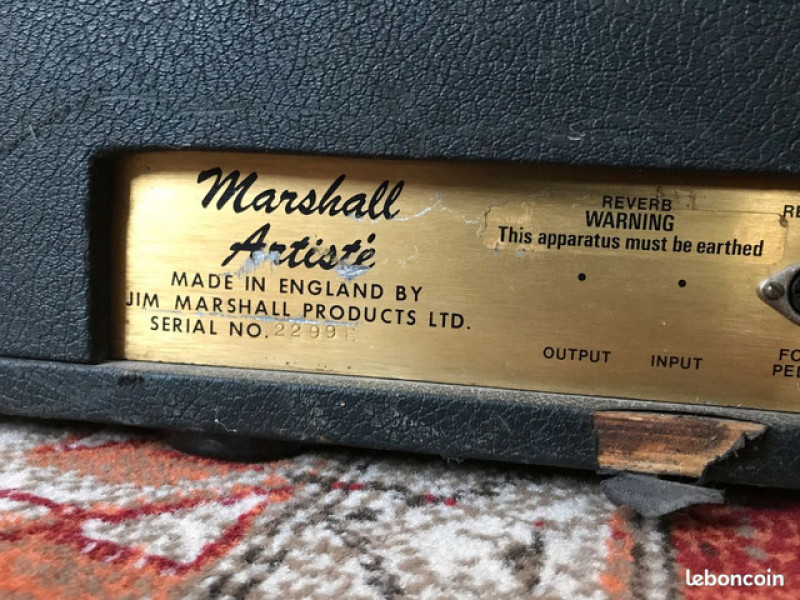 Marshall
Artisté
MADE IN ENGLAND BY
JIM MARSHALL PRODUCTS LTD.
SERIAL NO. 2299E
REVERB
WARNING
This apparatus must be earthed
OUTPUT INPUT
leboncoin